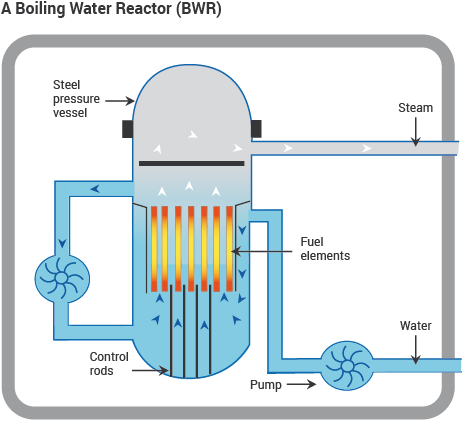 A Boiling Water Reactor (BWR)
Steel
pressure
vessel
Steam
Fuel
elements
Water
Control
rods
Pump